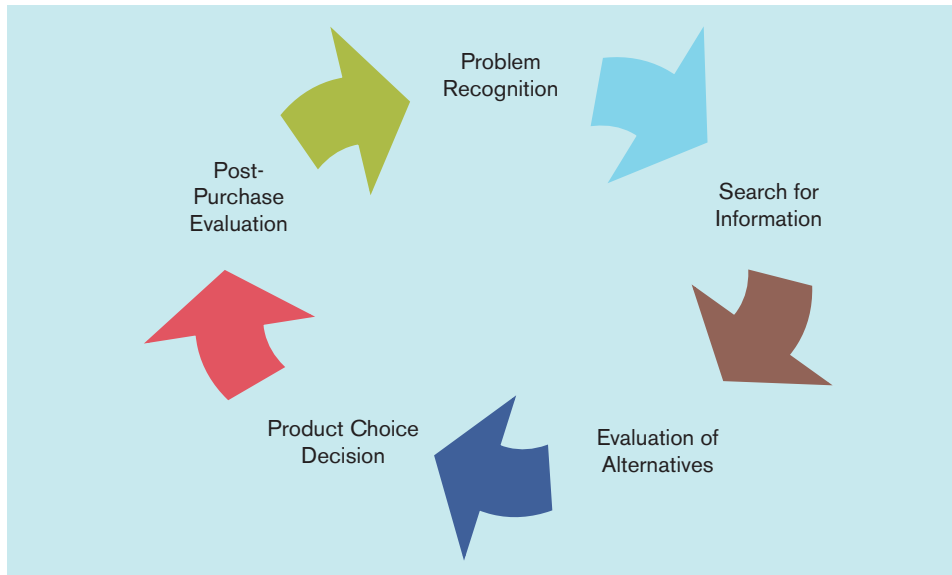 Problem
Recognition
Search for
Information
Evaluation of
Alternatives
Product Choice
Decision
Post-
Purchase
Evaluation